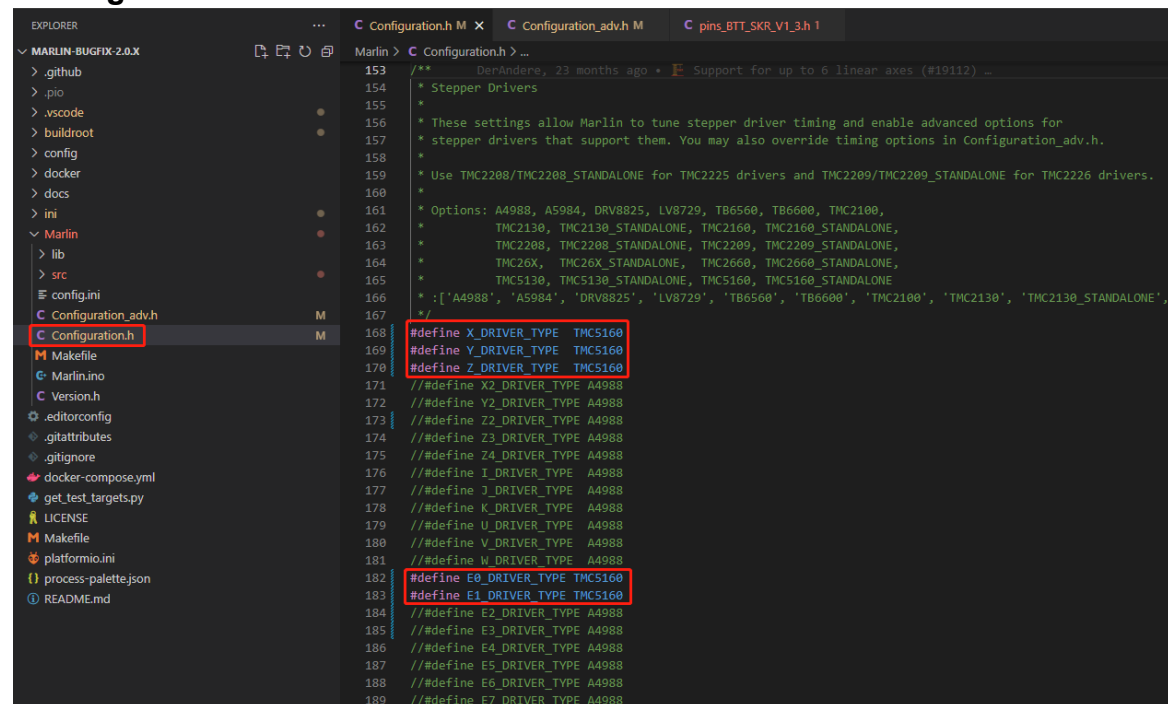 EXPLORER
MARLIN-BUGFIX-2.0.X
.github
.pio
.vscode
buildroot
config
docker
docs
ini
Marlin
lib
src
config.ini
Configuration_adv.h M
Configuration.h M
Makefile
Marlin.ino
Version.h
.editorconfig
.gitattributes
.gitignore
docker-compose.yml
get_test_targets.py
LICENSE
Makefile
platformio.ini
process-palette.json
README.md
Configuration.h M Configuration_adv.h M pins_BTT_SKR_V1_3.h 1
Marlin > Configuration.h > ...
153 /** DerAndere, 23 months ago • Support for up to 6 linear axes (#19112) …
154 * Stepper Drivers
155 *
156 * These settings allow Marlin to tune stepper driver timing and enable advanced options for
157 * stepper drivers that support them. You may also override timing options in Configuration_adv.h.
158 *
159 * Use TMC2208/TMC2208_STANDALONE for TMC2225 drivers and TMC2209/TMC2209_STANDALONE for TMC2226 drivers.
160 *
161 * Options: A4988, A5984, DRV8825, LV8729, TB6560, TB6600, TMC2100,
162 * TMC2130, TMC2130_STANDALONE, TMC2160, TMC2160_STANDALONE,
163 * TMC2208, TMC2208_STANDALONE, TMC2209, TMC2209_STANDALONE,
164 * TMC26X, TMC26X_STANDALONE, TMC2660, TMC2660_STANDALONE,
165 * TMC5130, TMC5130_STANDALONE, TMC5160, TMC5160_STANDALONE
166 * :['A4988', 'A5984', 'DRV8825', 'LV8729', 'TB6560', 'TB6600', 'TMC2100', 'TMC2130', 'TMC2130_STANDALONE',
167 */
168 #define X_DRIVER_TYPE TMC5160
169 #define Y_DRIVER_TYPE TMC5160
170 #define Z_DRIVER_TYPE TMC5160
171 //#define X2_DRIVER_TYPE A4988
172 //#define Y2_DRIVER_TYPE A4988
173 //#define Z2_DRIVER_TYPE A4988
174 //#define Z3_DRIVER_TYPE A4988
175 //#define Z4_DRIVER_TYPE A4988
176 //#define I_DRIVER_TYPE A4988
177 //#define J_DRIVER_TYPE A4988
178 //#define K_DRIVER_TYPE A4988
179 //#define U_DRIVER_TYPE A4988
180 //#define V_DRIVER_TYPE A4988
181 //#define W_DRIVER_TYPE A4988
182 #define E0_DRIVER_TYPE TMC5160
183 #define E1_DRIVER_TYPE TMC5160
184 //#define E2_DRIVER_TYPE A4988
185 //#define E3_DRIVER_TYPE A4988
186 //#define E4_DRIVER_TYPE A4988
187 //#define E5_DRIVER_TYPE A4988
188 //#define E6_DRIVER_TYPE A4988
189 //#define E7_DRIVER_TYPE A4988